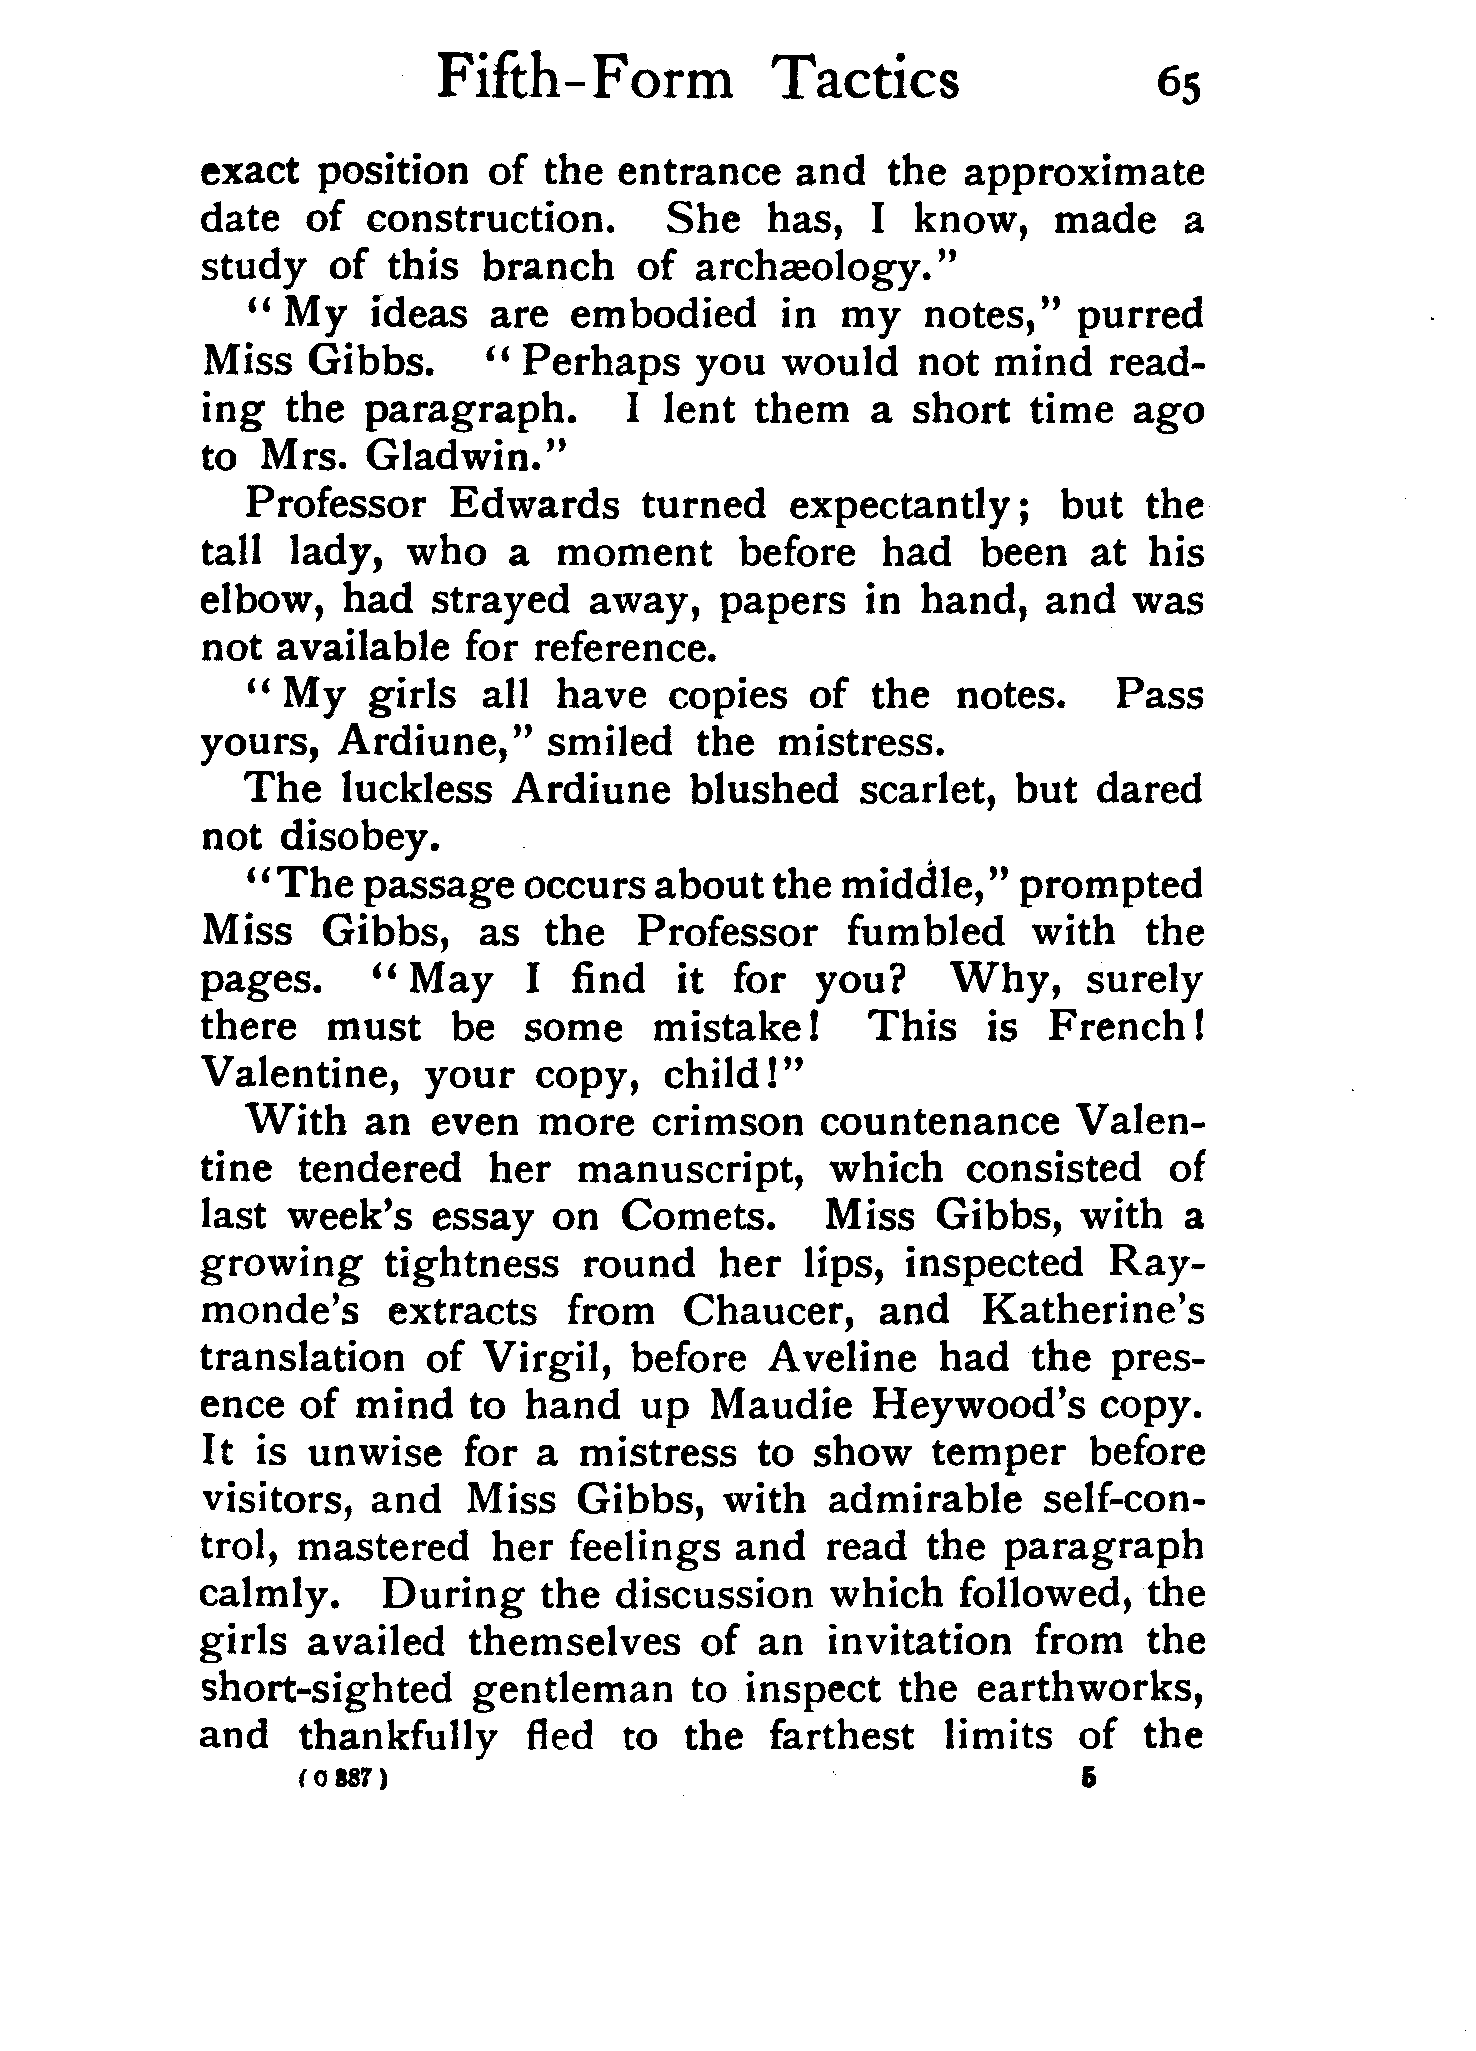 Fifth-Form Tactics 65
exact position of the entrance and the approximate
date of construction. She has, I know, made a
study of this branch of archæology."
"My ideas are embodied in my notes," purred
Miss Gibbs. "Perhaps you would not mind read-
ing the paragraph. I lent them a short time ago
to Mrs. Gladwin."
Professor Edwards turned expectantly; but the
tall lady, who a moment before had been at his
elbow, had strayed away, papers in hand, and was
not available for reference.
"My girls all have copies of the notes. Pass
yours, Ardiune," smiled the mistress.
The luckless Ardiune blushed scarlet, but dared
not disobey.
"The passage occurs about the middle," prompted
Miss Gibbs, as the Professor fumbled with the
pages. "May I find it for you? Why, surely
there must be some mistake! This is French!
Valentine, your copy, child!"
With an even more crimson countenance Valen-
tine tendered her manuscript, which consisted of
last week's essay on Comets. Miss Gibbs, with a
growing tightness round her lips, inspected Ray-
monde's extracts from Chaucer, and Katherine's
translation of Virgil, before Aveline had the pres-
ence of mind to hand up Maudie Heywood's copy.
It is unwise for a mistress to show temper before
visitors, and Miss Gibbs, with admirable self-con-
trol, mastered her feelings and read the paragraph
calmly. During the discussion which followed, the
girls availed themselves of an invitation from the
short-sighted gentleman to inspect the earthworks,
and thankfully fled to the farthest limits of the
(O 887) 5